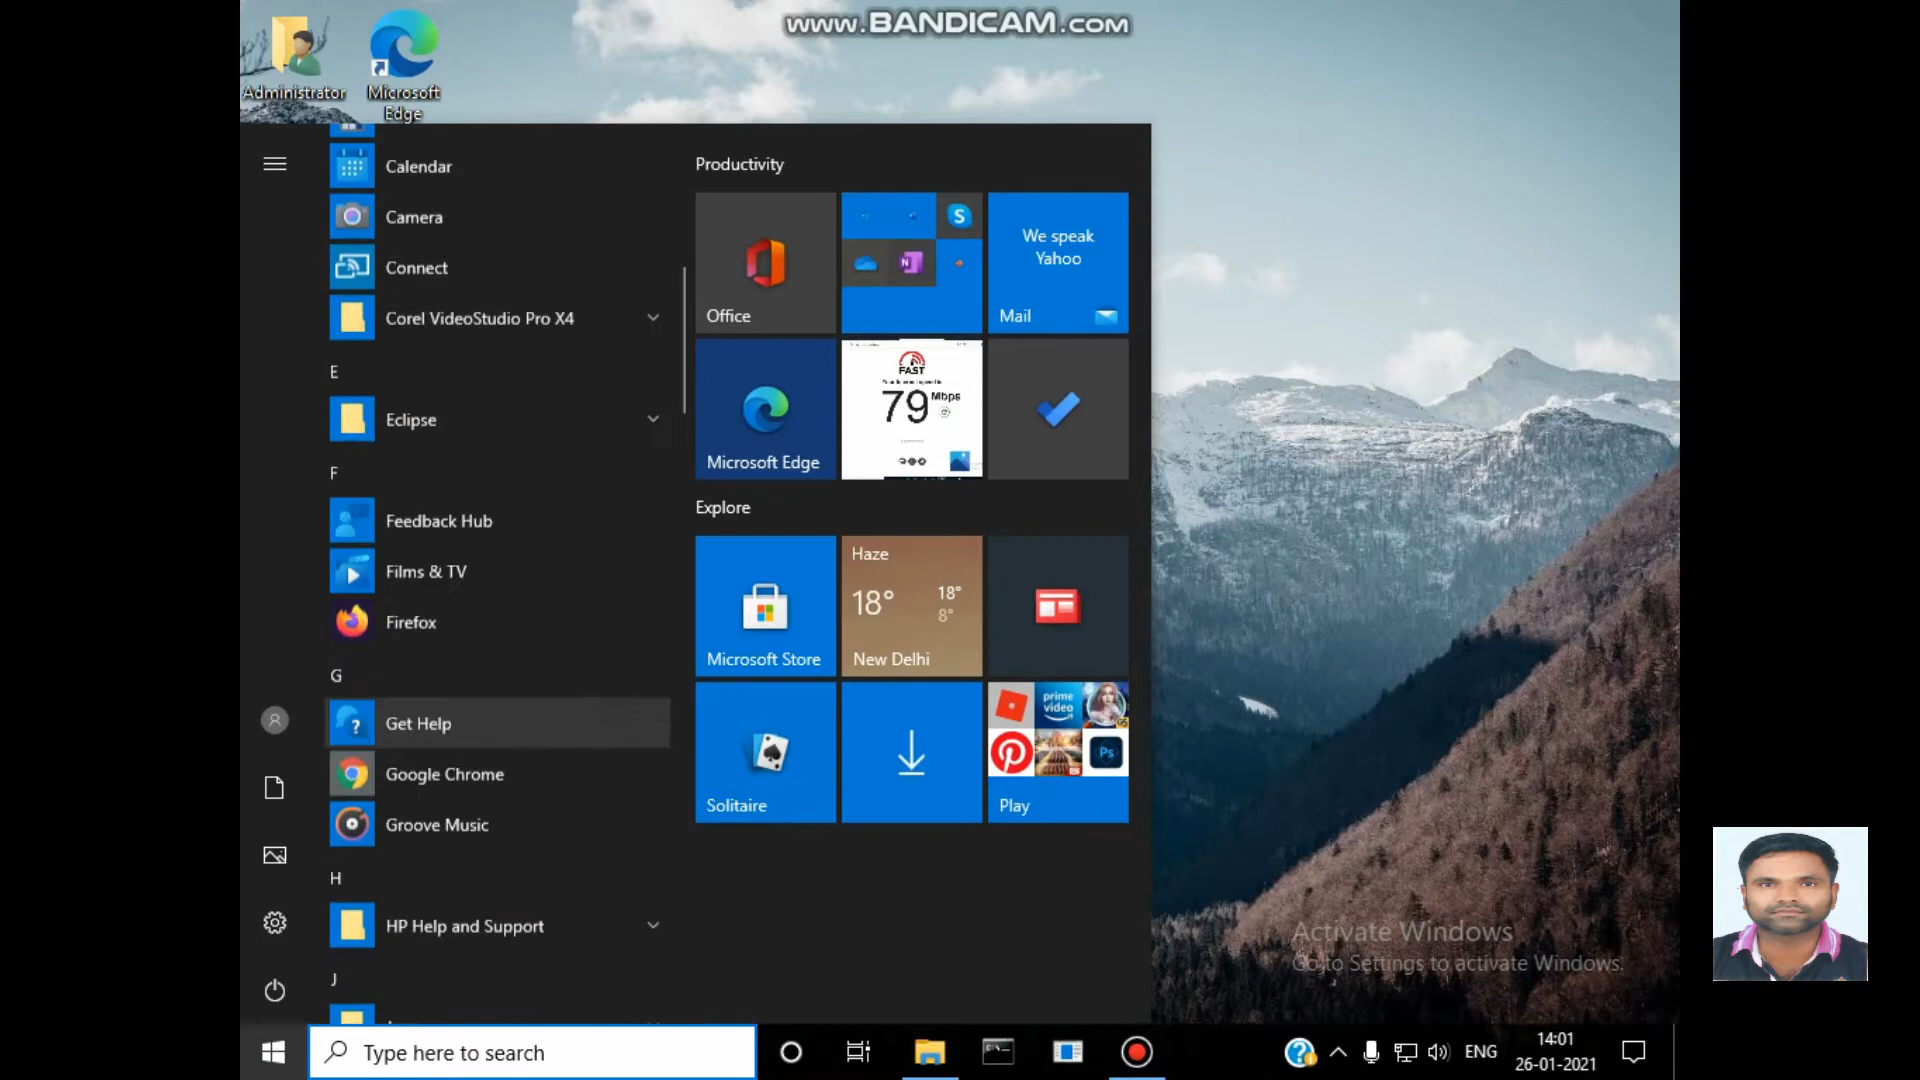 www.BANDICAM.com
Administrator
Microsoft
Edge
Calendar
Camera
Connect
Corel VideoStudio Pro X4
E
Eclipse
F
Feedback Hub
Films & TV
Firefox
G
Get Help
Google Chrome
Groove Music
H
HP Help and Support
J
Productivity
Office
S
N
We speak
Yahoo
Mail
Microsoft Edge
FAST
79 Mbps
Explore
Microsoft Store
Haze
18°
18°
8°
New Delhi
Solitaire
prime
video
Ps
Play
Activate Windows
Go to Settings to activate Windows.
Type here to search
ENG
14:01
26-01-2021